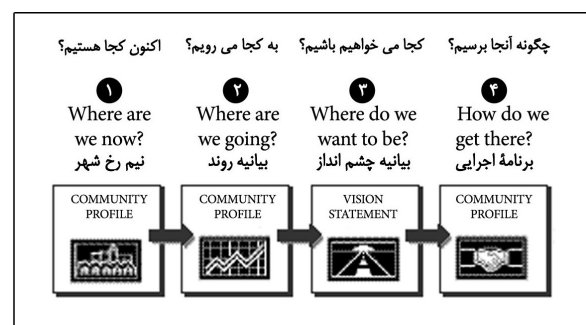 اکنون کجا هستیم؟
به کجا می رویم؟
کجا می خواهیم باشیم؟
چگونه آنجا برسیم؟
۱
۲
۳
۴
Where are
we now?
Where are
we going?
Where do we
want to be?
How do we
get there?
نیم رخ شهر
بیانیه روند
بیانیه چشم انداز
برنامۀ اجرایی
COMMUNITY
PROFILE
COMMUNITY
PROFILE
VISION
STATEMENT
COMMUNITY
PROFILE